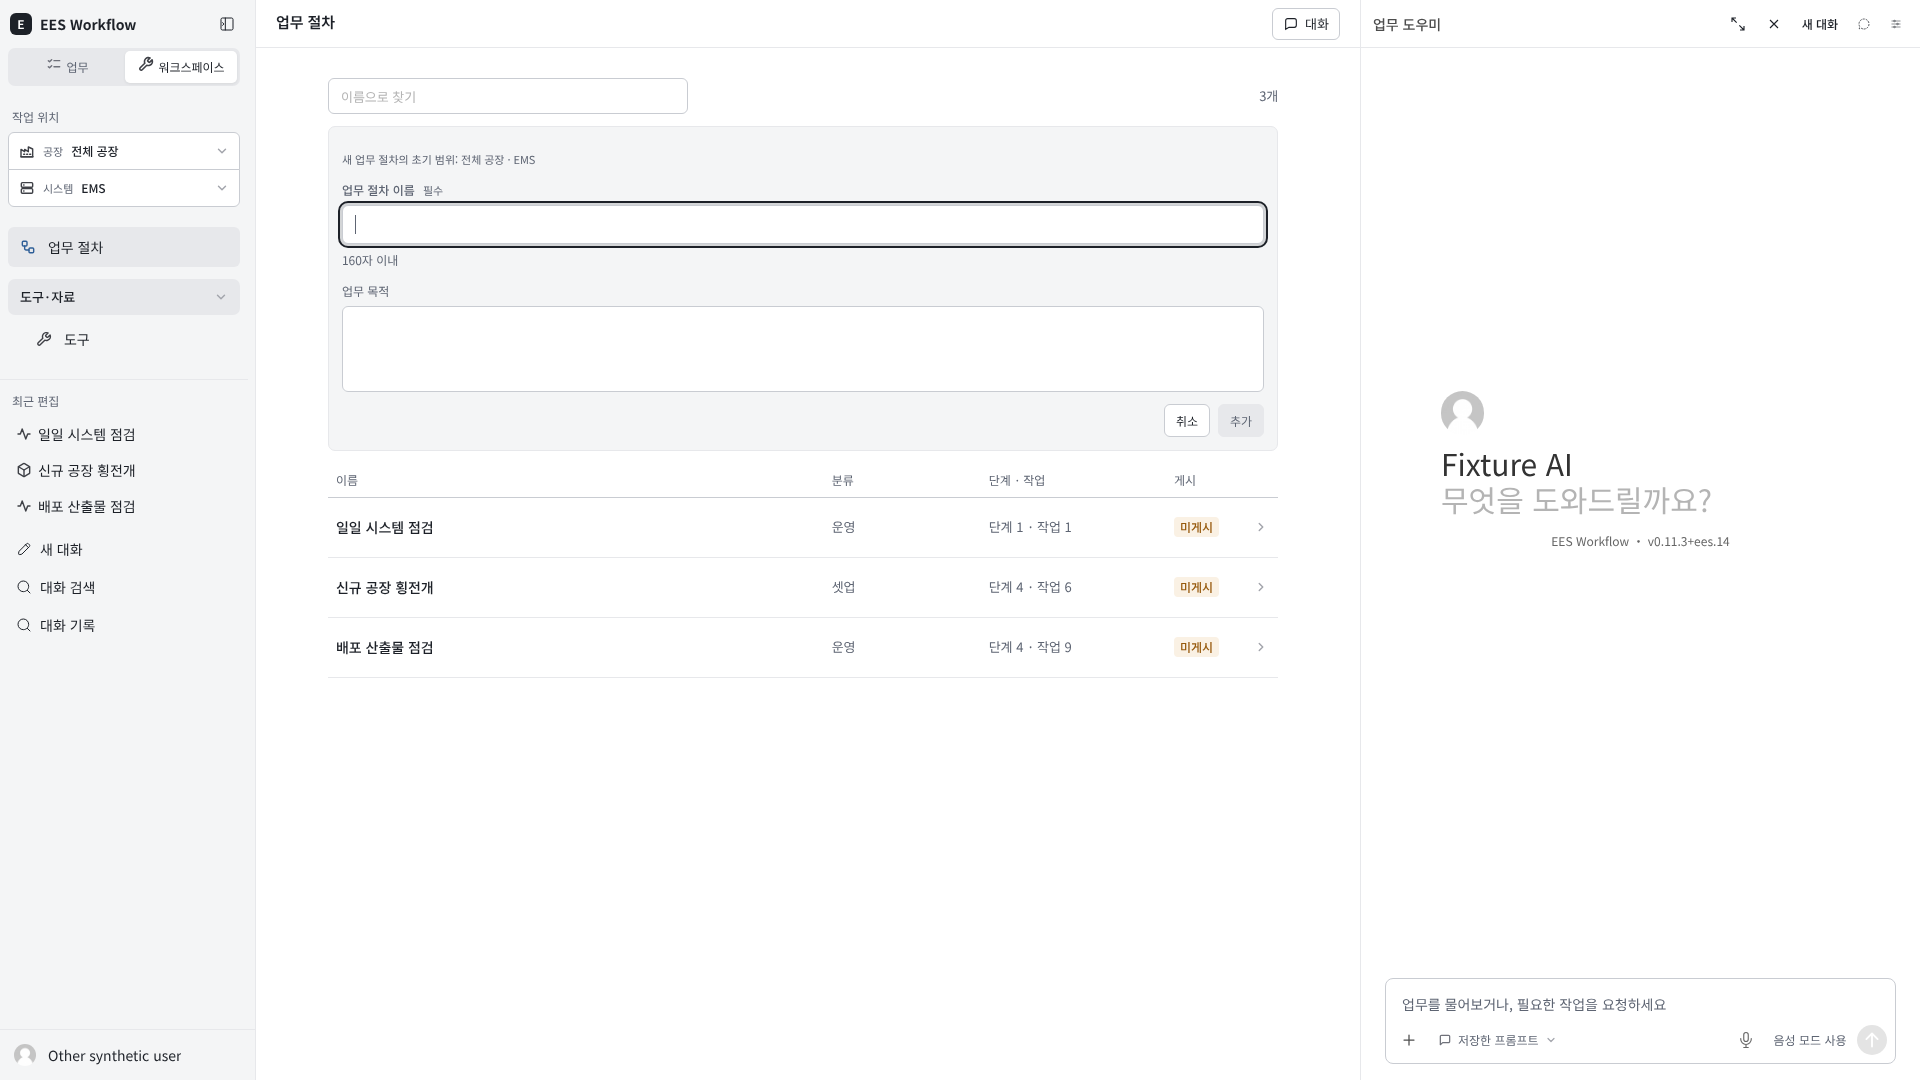 E EES Workflow
업무
워크스페이스
작업 위치
공장 전체 공장
시스템 EMS
업무 절차
도구·자료
도구
최근 편집
일일 시스템 점검
신규 공장 횡전개
배포 산출물 점검
새 대화
대화 검색
대화 기록
Other synthetic user
업무 절차
대화
이름으로 찾기
3개
새 업무 절차의 초기 범위: 전체 공장 · EMS
업무 절차 이름 필수
160자 이내
업무 목적
취소
추가
이름 분류 단계 · 작업 게시
일일 시스템 점검 운영 단계 1 · 작업 1 미게시
신규 공장 횡전개 셋업 단계 4 · 작업 6 미게시
배포 산출물 점검 운영 단계 4 · 작업 9 미게시
업무 도우미
새 대화
Fixture AI
무엇을 도와드릴까요?
EES Workflow • v0.11.3+ees.14
업무를 물어보거나, 필요한 작업을 요청하세요
저장한 프롬프트
음성 모드 사용